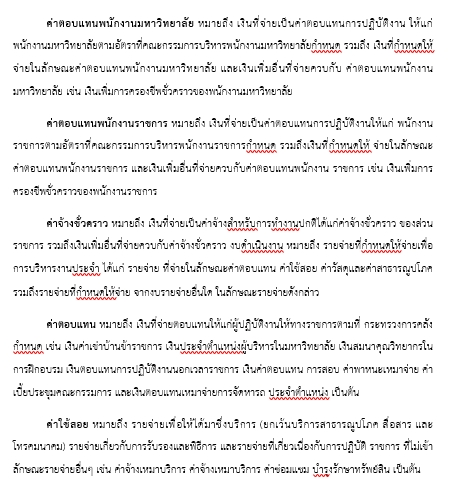 ค่าตอบแทนพนักงานมหาวิทยาลัย หมายถึง เงินที่จ่ายเป็นค่าตอบแทนการปฏิบัติงาน ให้แก่
พนักงานมหาวิทยาลัยตามอัตราที่คณะกรรมการบริหารพนักงานมหาวิทยาลัยกำหนด รวมถึง เงินที่กำหนดให้
จ่ายในลักษณะค่าตอบแทนพนักงานมหาวิทยาลัย และเงินเพิ่มอื่นที่จ่ายควบกับ ค่าตอบแทนพนักงาน
มหาวิทยาลัย เช่น เงินเพิ่มการครองชีพชั่วคราวของพนักงานมหาวิทยาลัย
ค่าตอบแทนพนักงานราชการ หมายถึง เงินที่จ่ายเป็นค่าตอบแทนการปฏิบัติงานให้แก่ พนักงาน
ราชการตามอัตราที่คณะกรรมการบริหารพนักงานราชการกำหนด รวมถึงเงินที่กำหนดให้ จ่ายในลักษณะ
ค่าตอบแทนพนักงานราชการ และเงินเพิ่มอื่นที่จ่ายควบกับค่าตอบแทนพนักงาน ราชการ เช่น เงินเพิ่มการ
ครองชีพชั่วคราวของพนักงานราชการ
ค่าจ้างชั่วคราว หมายถึง เงินที่จ่ายเป็นค่าจ้างสำหรับการทำงานปกติได้แก่ค่าจ้างชั่วคราว ของส่วน
ราชการ รวมถึงเงินเพิ่มอื่นที่จ่ายควบกับค่าจ้างชั่วคราว งบดำเนินงาน หมายถึง รายจ่ายที่กำหนดให้จ่ายเพื่อ
การบริหารงานประจำ ได้แก่ รายจ่าย ที่จ่ายในลักษณะค่าตอบแทน ค่าใช้สอย ค่าวัสดุและค่าสาธารณูปโภค
รวมถึงรายจ่ายที่กำหนดให้จ่าย จากงบรายจ่ายอื่นใด ในลักษณะรายจ่ายดังกล่าว
ค่าตอบแทน หมายถึง เงินที่จ่ายตอบแทนให้แก่ผู้ปฏิบัติงานให้ทางราชการตามที่ กระทรวงการคลัง
กำหนด เช่น เงินค่าเช่าบ้านข้าราชการ เงินประจำตำแหน่งผู้บริหารในมหาวิทยาลัย เงินสมนาคุณวิทยากรใน
การฝึกอบรม เงินตอบแทนการปฏิบัติงานนอกเวลาราชการ เงินค่าตอบแทน การสอบ ค่าพาหนะเหมาจ่าย ค่า
เบี้ยประชุมคณะกรรมการ และเงินตอบแทนเหมาจ่ายการจัดหารถ ประจำตำแหน่ง เป็นต้น
ค่าใช้สอย หมายถึง รายจ่ายเพื่อให้ได้มาซึ่งบริการ (ยกเว้นบริการสาธารณูปโภค สื่อสาร และ
โทรคมนาคม) รายจ่ายเกี่ยวกับการรับรองและพิธีการ และรายจ่ายที่เกี่ยวเนื่องกับการปฏิบัติ ราชการ ที่ไม่เข้า
ลักษณะรายจ่ายอื่นๆ เช่น ค่าจ้างเหมาบริการ ค่าจ้างเหมาบริการ ค่าซ่อมแซม บำรุงรักษาทรัพย์สิน เป็นต้น